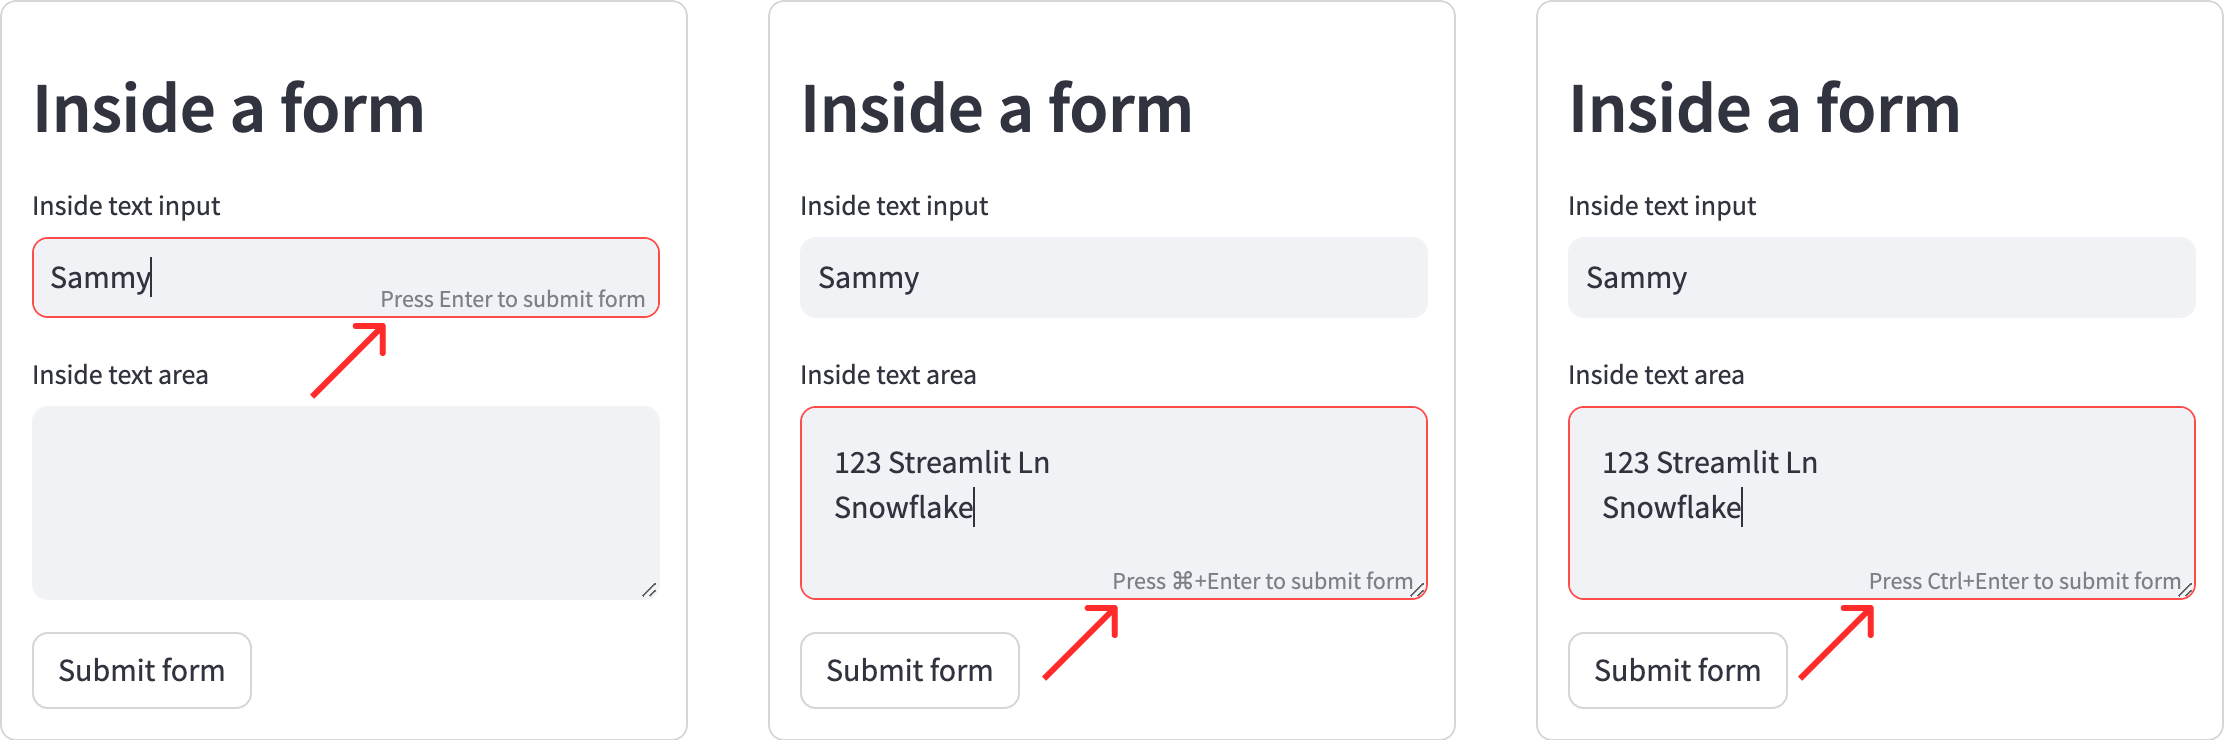 Inside a form
Inside text input
Sammy
Press Enter to submit form
Inside text area
Submit form
Inside a form
Inside text input
Sammy
Inside text area
123 Streamlit Ln
Snowflake
Press ⌘+Enter to submit form
Submit form
Inside a form
Inside text input
Sammy
Inside text area
123 Streamlit Ln
Snowflake
Press Ctrl+Enter to submit form
Submit form